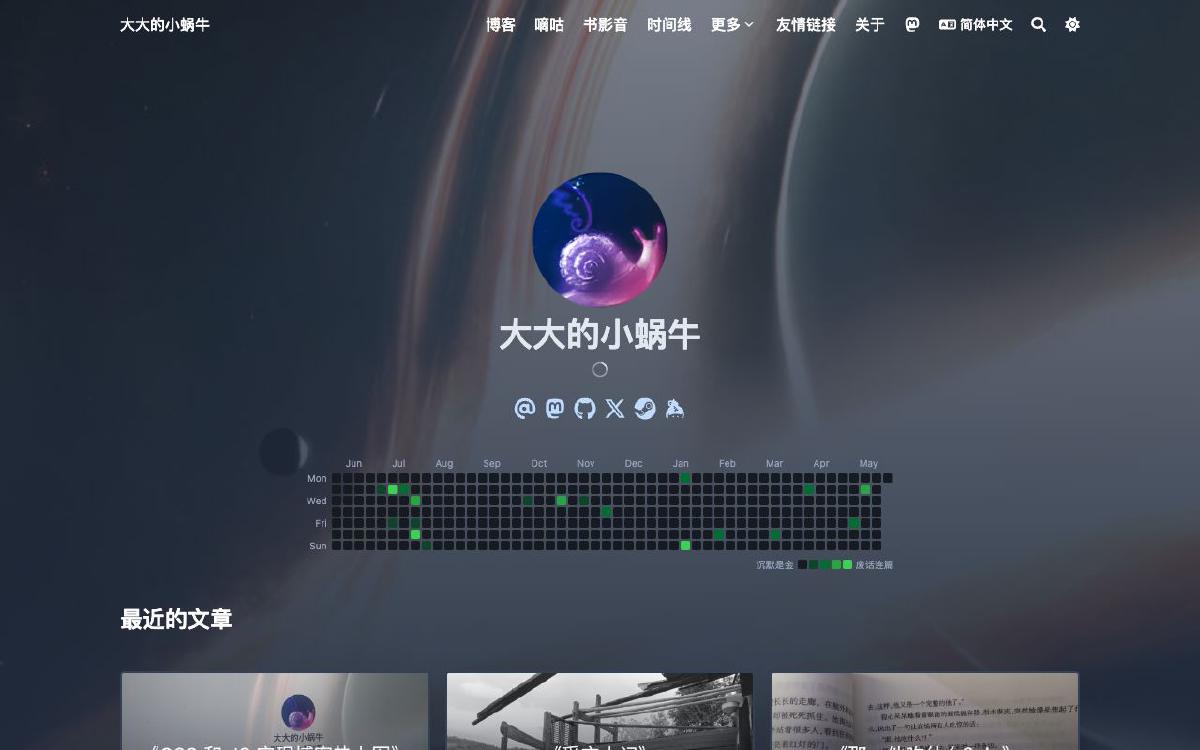 大大的小蜗牛
博客 嘀咕 书影音 时间线 更多 友情链接 关于 简体中文
大大的小蜗牛
Jun Jul Aug Sep Oct Nov Dec Jan Feb Mar Apr May
Mon
Wed
Fri
Sun
沉默是金 废话连篇
最近的文章
大大的小蜗牛